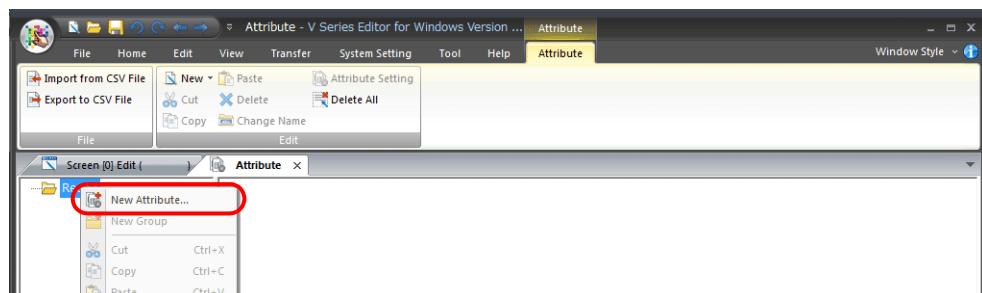 Attribute - V Series Editor for Windows Version ... Attribute
File Home Edit View Transfer System Setting Tool Help Attribute Window Style
Import from CSV File New Paste Attribute Setting
Export to CSV File Cut Delete Delete All
Copy Change Name
File Edit
Screen [0] Edit ( ) Attribute
New Attribute...
New Group
Cut Ctrl+X
Copy Ctrl+C
Paste Ctrl+V